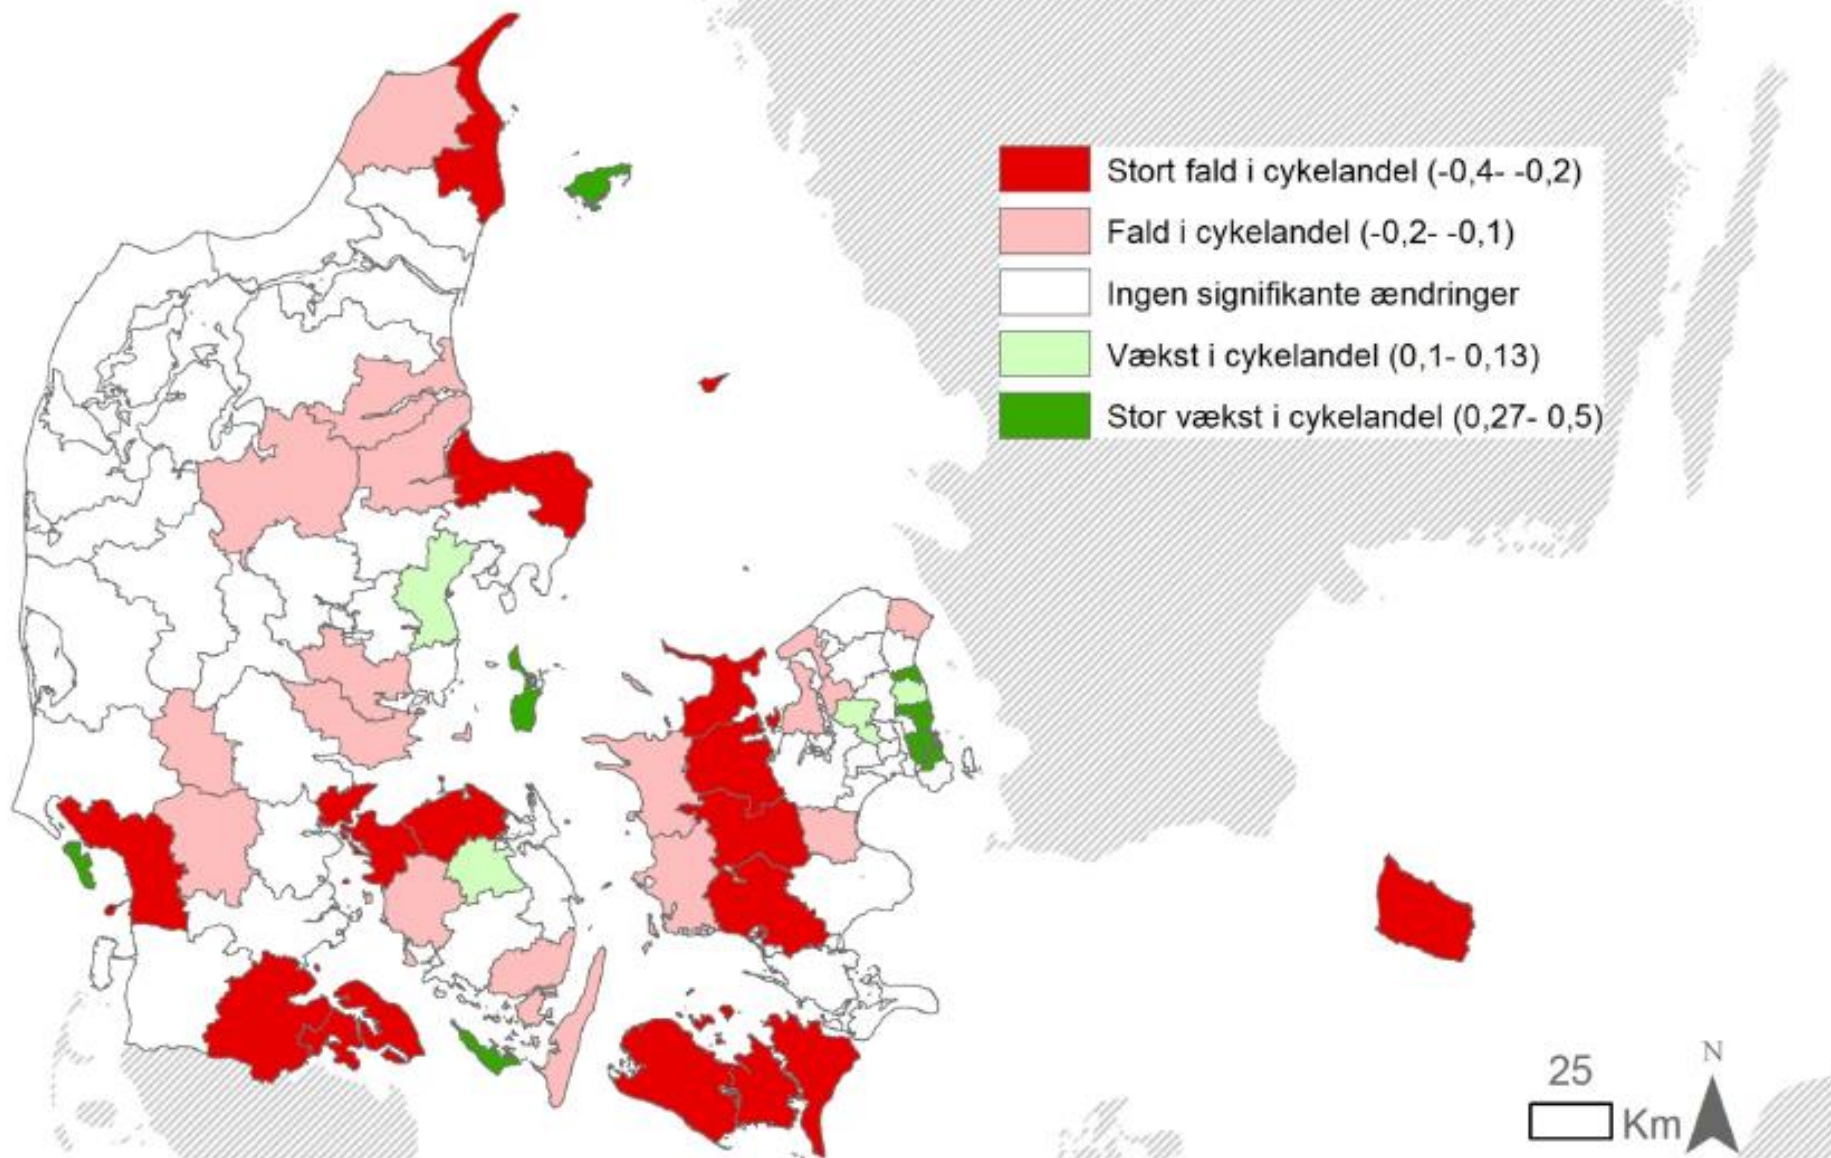 Stort fald i cykelandel (-0,4- -0,2)
Fald i cykelandel (-0,2- -0,1)
Ingen signifikante ændringer
Vækst i cykelandel (0,1- 0,13)
Stor vækst i cykelandel (0,27- 0,5)
25
Km
N